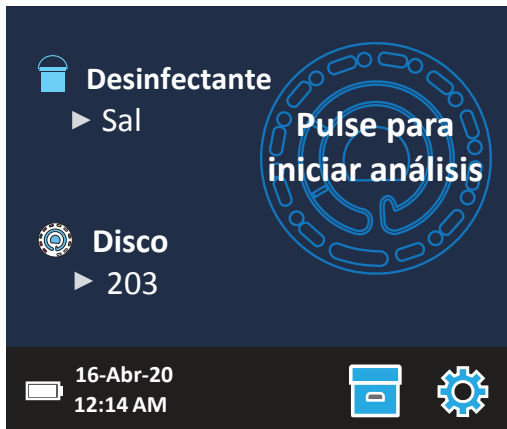 Desinfectante
► Sal
Pulse para
iniciar análisis
Disco
► 203
16-Abr-20
12:14 AM